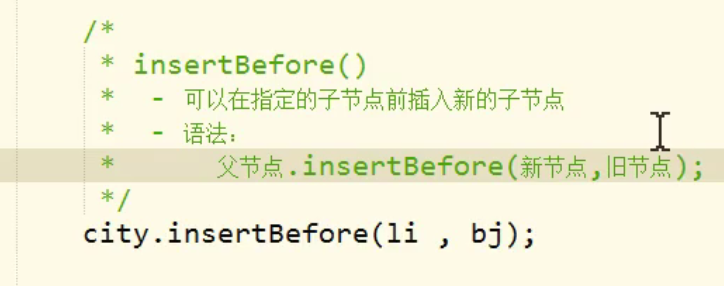 /*
* insertBefore()
* - 可以在指定的子节点前插入新的子节点
* - 语法：
* 父节点.insertBefore(新节点,旧节点);
*/
city.insertBefore(li , bj);